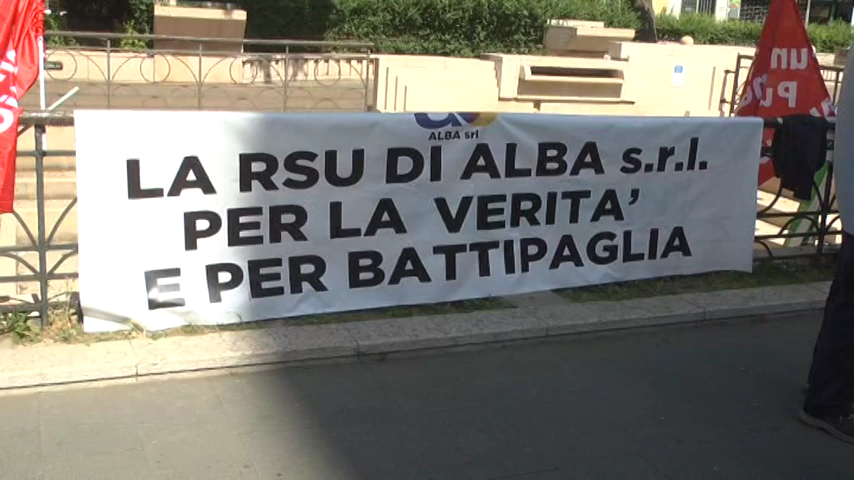 ALBA srl
LA RSU DI ALBA s.r.l.
PER LA VERITA'
E PER BATTIPAGLIA